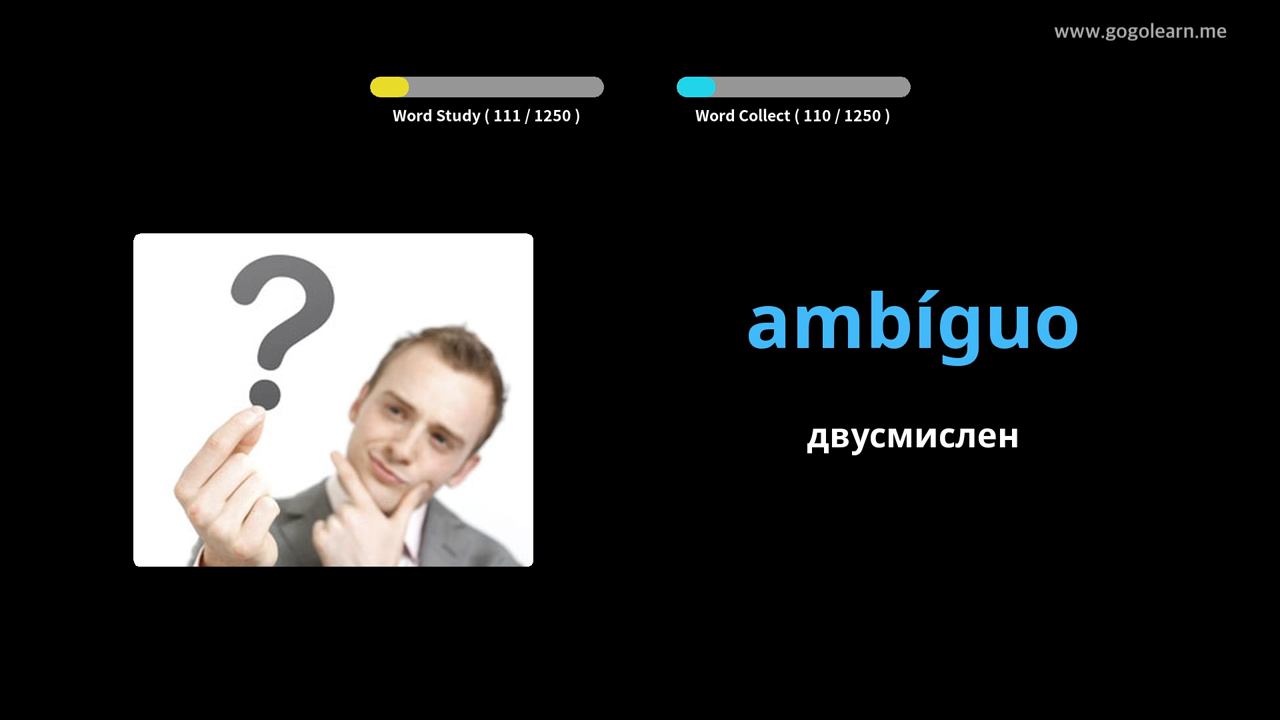 www.gogolearn.me
Word Study ( 111 / 1250 )
Word Collect ( 110 / 1250 )
?
ambíguo
двусмислен